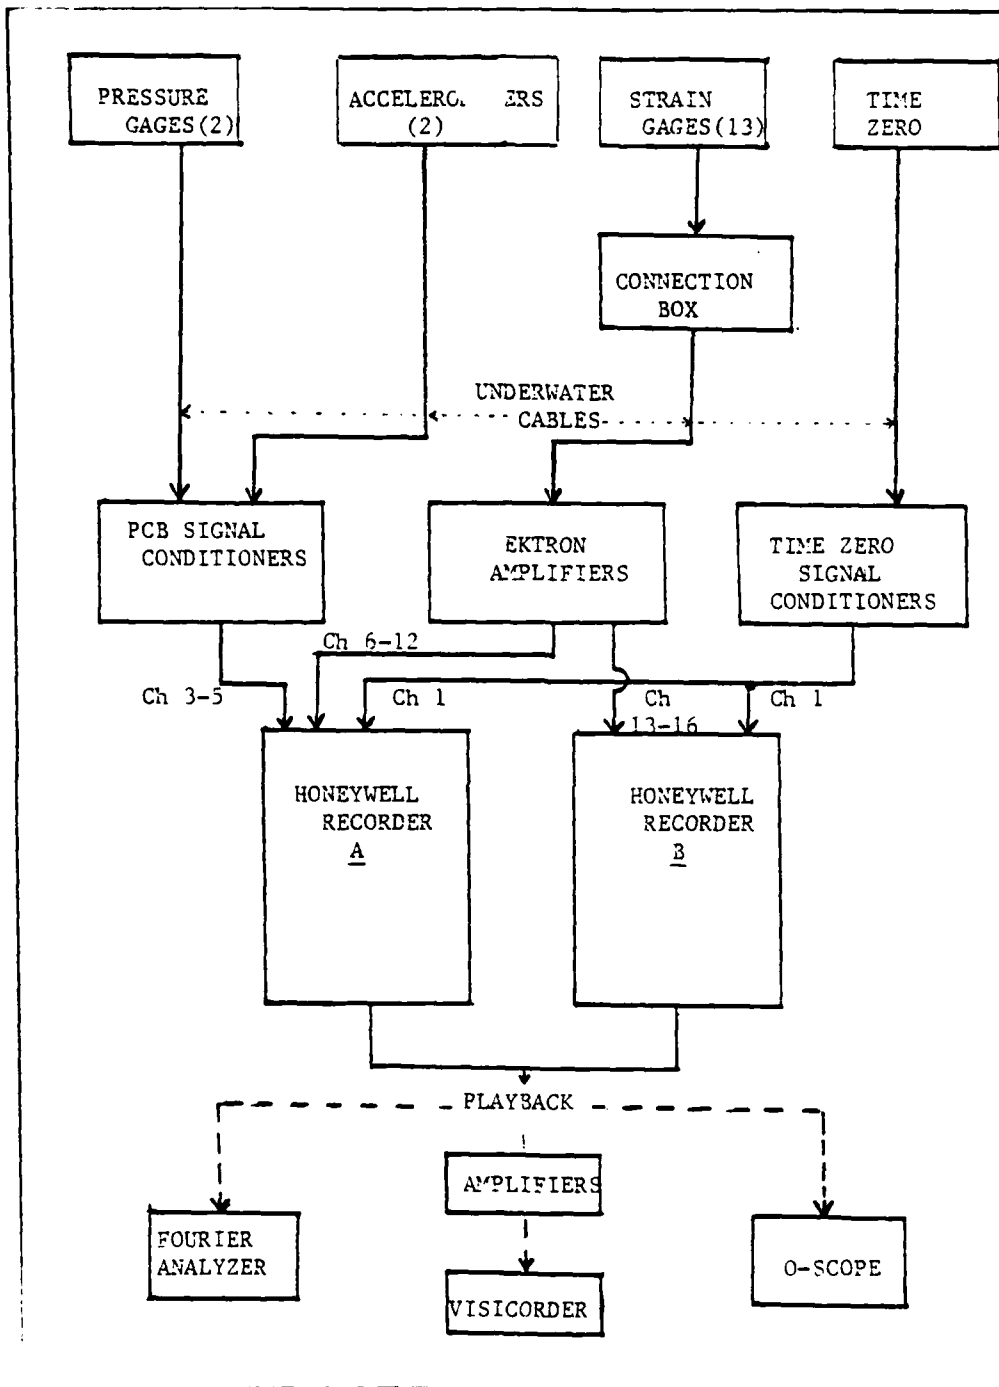 PRESSURE
GAGES(2)
(2)
STRAIN
GAGES(13)
TIME
ZERO
CONNECTION
BOX
UNDERWATER
CABLES
PCB SIGNAL
CONDITIONERS
EKTRON
AMPLIFIERS
TIME ZERO
SIGNAL
CONDITIONERS
Ch 6-12
Ch 3-5
Ch 1
Ch
13-16
Ch 1
HONEYWELL
RECORDER
A
HONEYWELL
RECORDER
B
PLAYBACK
AMPLIFIERS
FOURIER
ANALYZER
VISICORDER
O-SCOPE